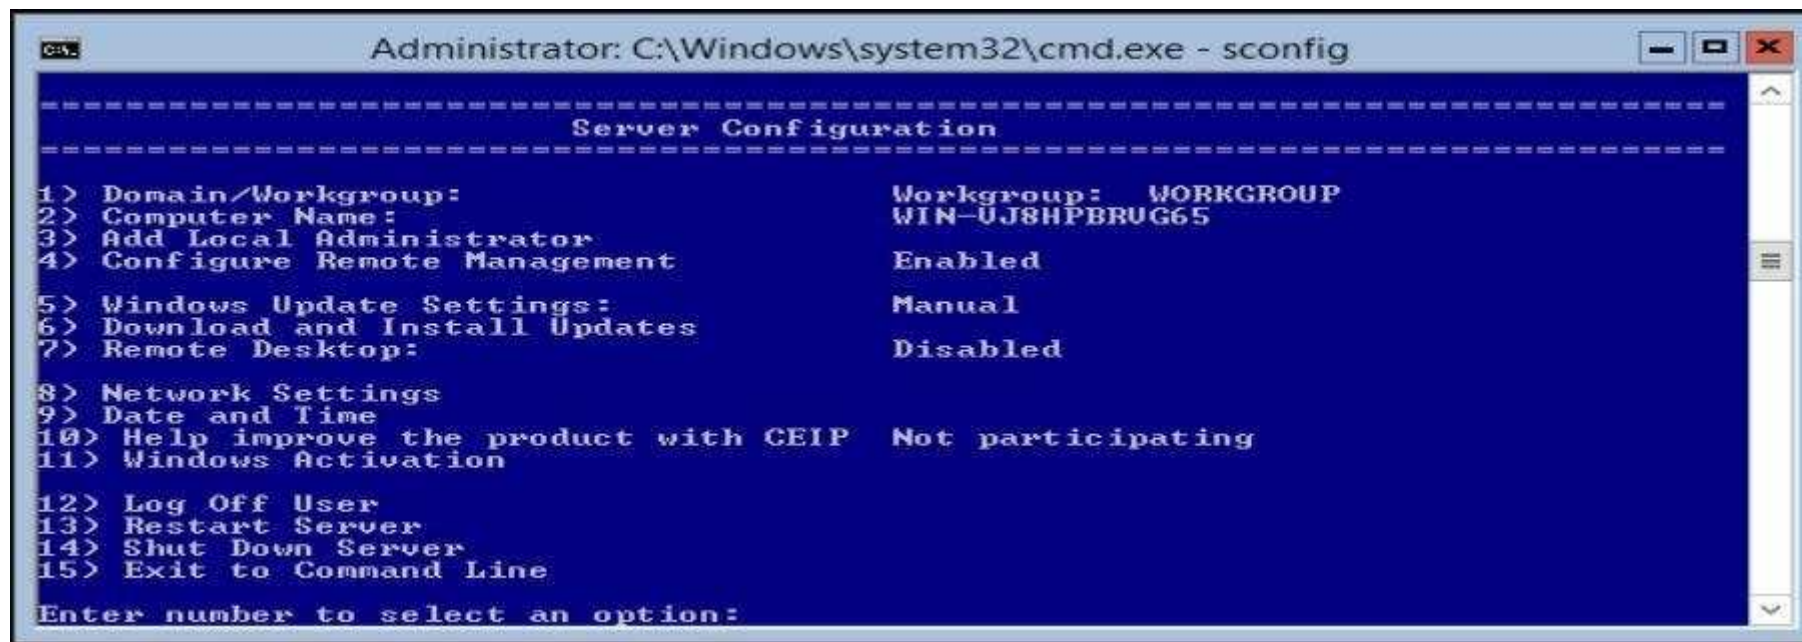 Administrator: C:\Windows\system32\cmd.exe - sconfig
===============================================================================
Server Configuration
===============================================================================
1) Domain/Workgroup: Workgroup: WORKGROUP
2) Computer Name: WIN-VJ8HPBRVG65
3) Add Local Administrator
4) Configure Remote Management Enabled
5) Windows Update Settings: Manual
6) Download and Install Updates
7) Remote Desktop: Disabled
8) Network Settings
9) Date and Time
10) Help improve the product with CEIP Not participating
11) Windows Activation
12) Log Off User
13) Restart Server
14) Shut Down Server
15) Exit to Command Line
Enter number to select an option: